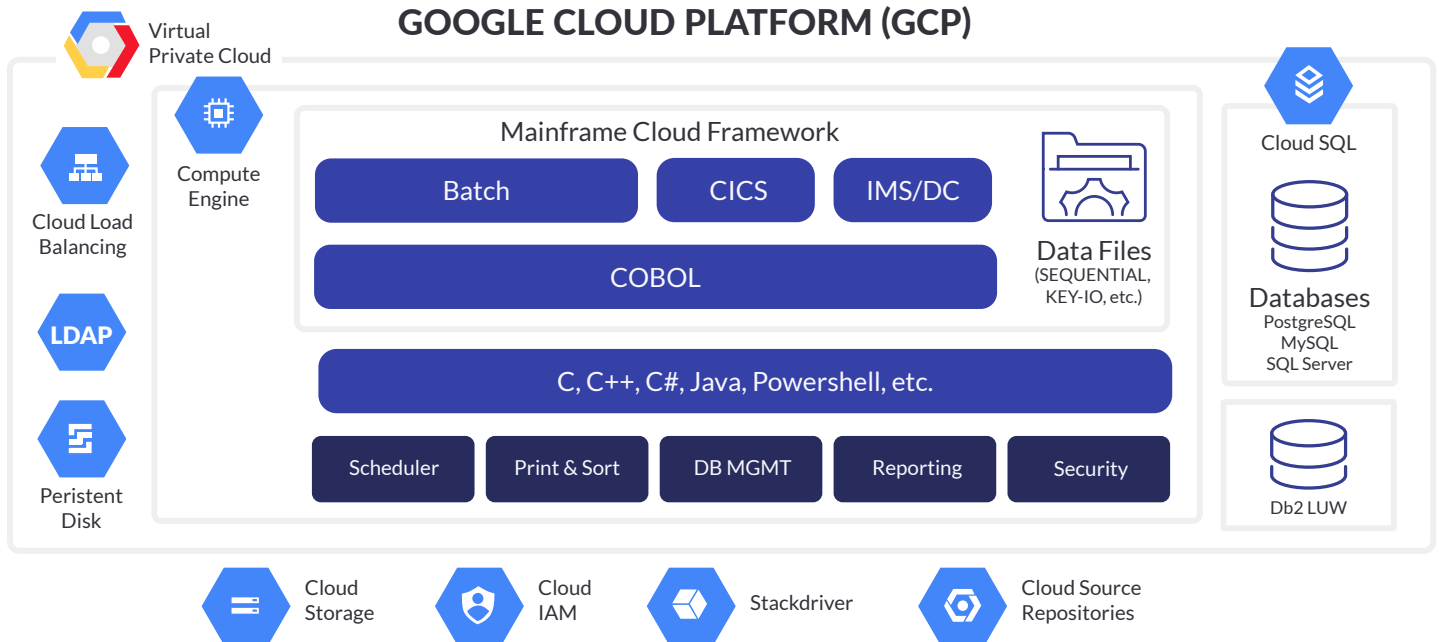 GOOGLE CLOUD PLATFORM (GCP)
Virtual
Private Cloud
Cloud Load
Balancing
LDAP
Peristent
Disk
Compute
Engine
Mainframe Cloud Framework
Batch
CICS
IMS/DC
COBOL
Data Files
(SEQUENTIAL,
KEY-IO, etc.)
C, C++, C#, Java, Powershell, etc.
Scheduler
Print & Sort
DB MGMT
Reporting
Security
Cloud SQL
Databases
PostgreSQL
MySQL
SQL Server
Db2 LUW
Cloud
Storage
Cloud
IAM
Stackdriver
Cloud Source
Repositories